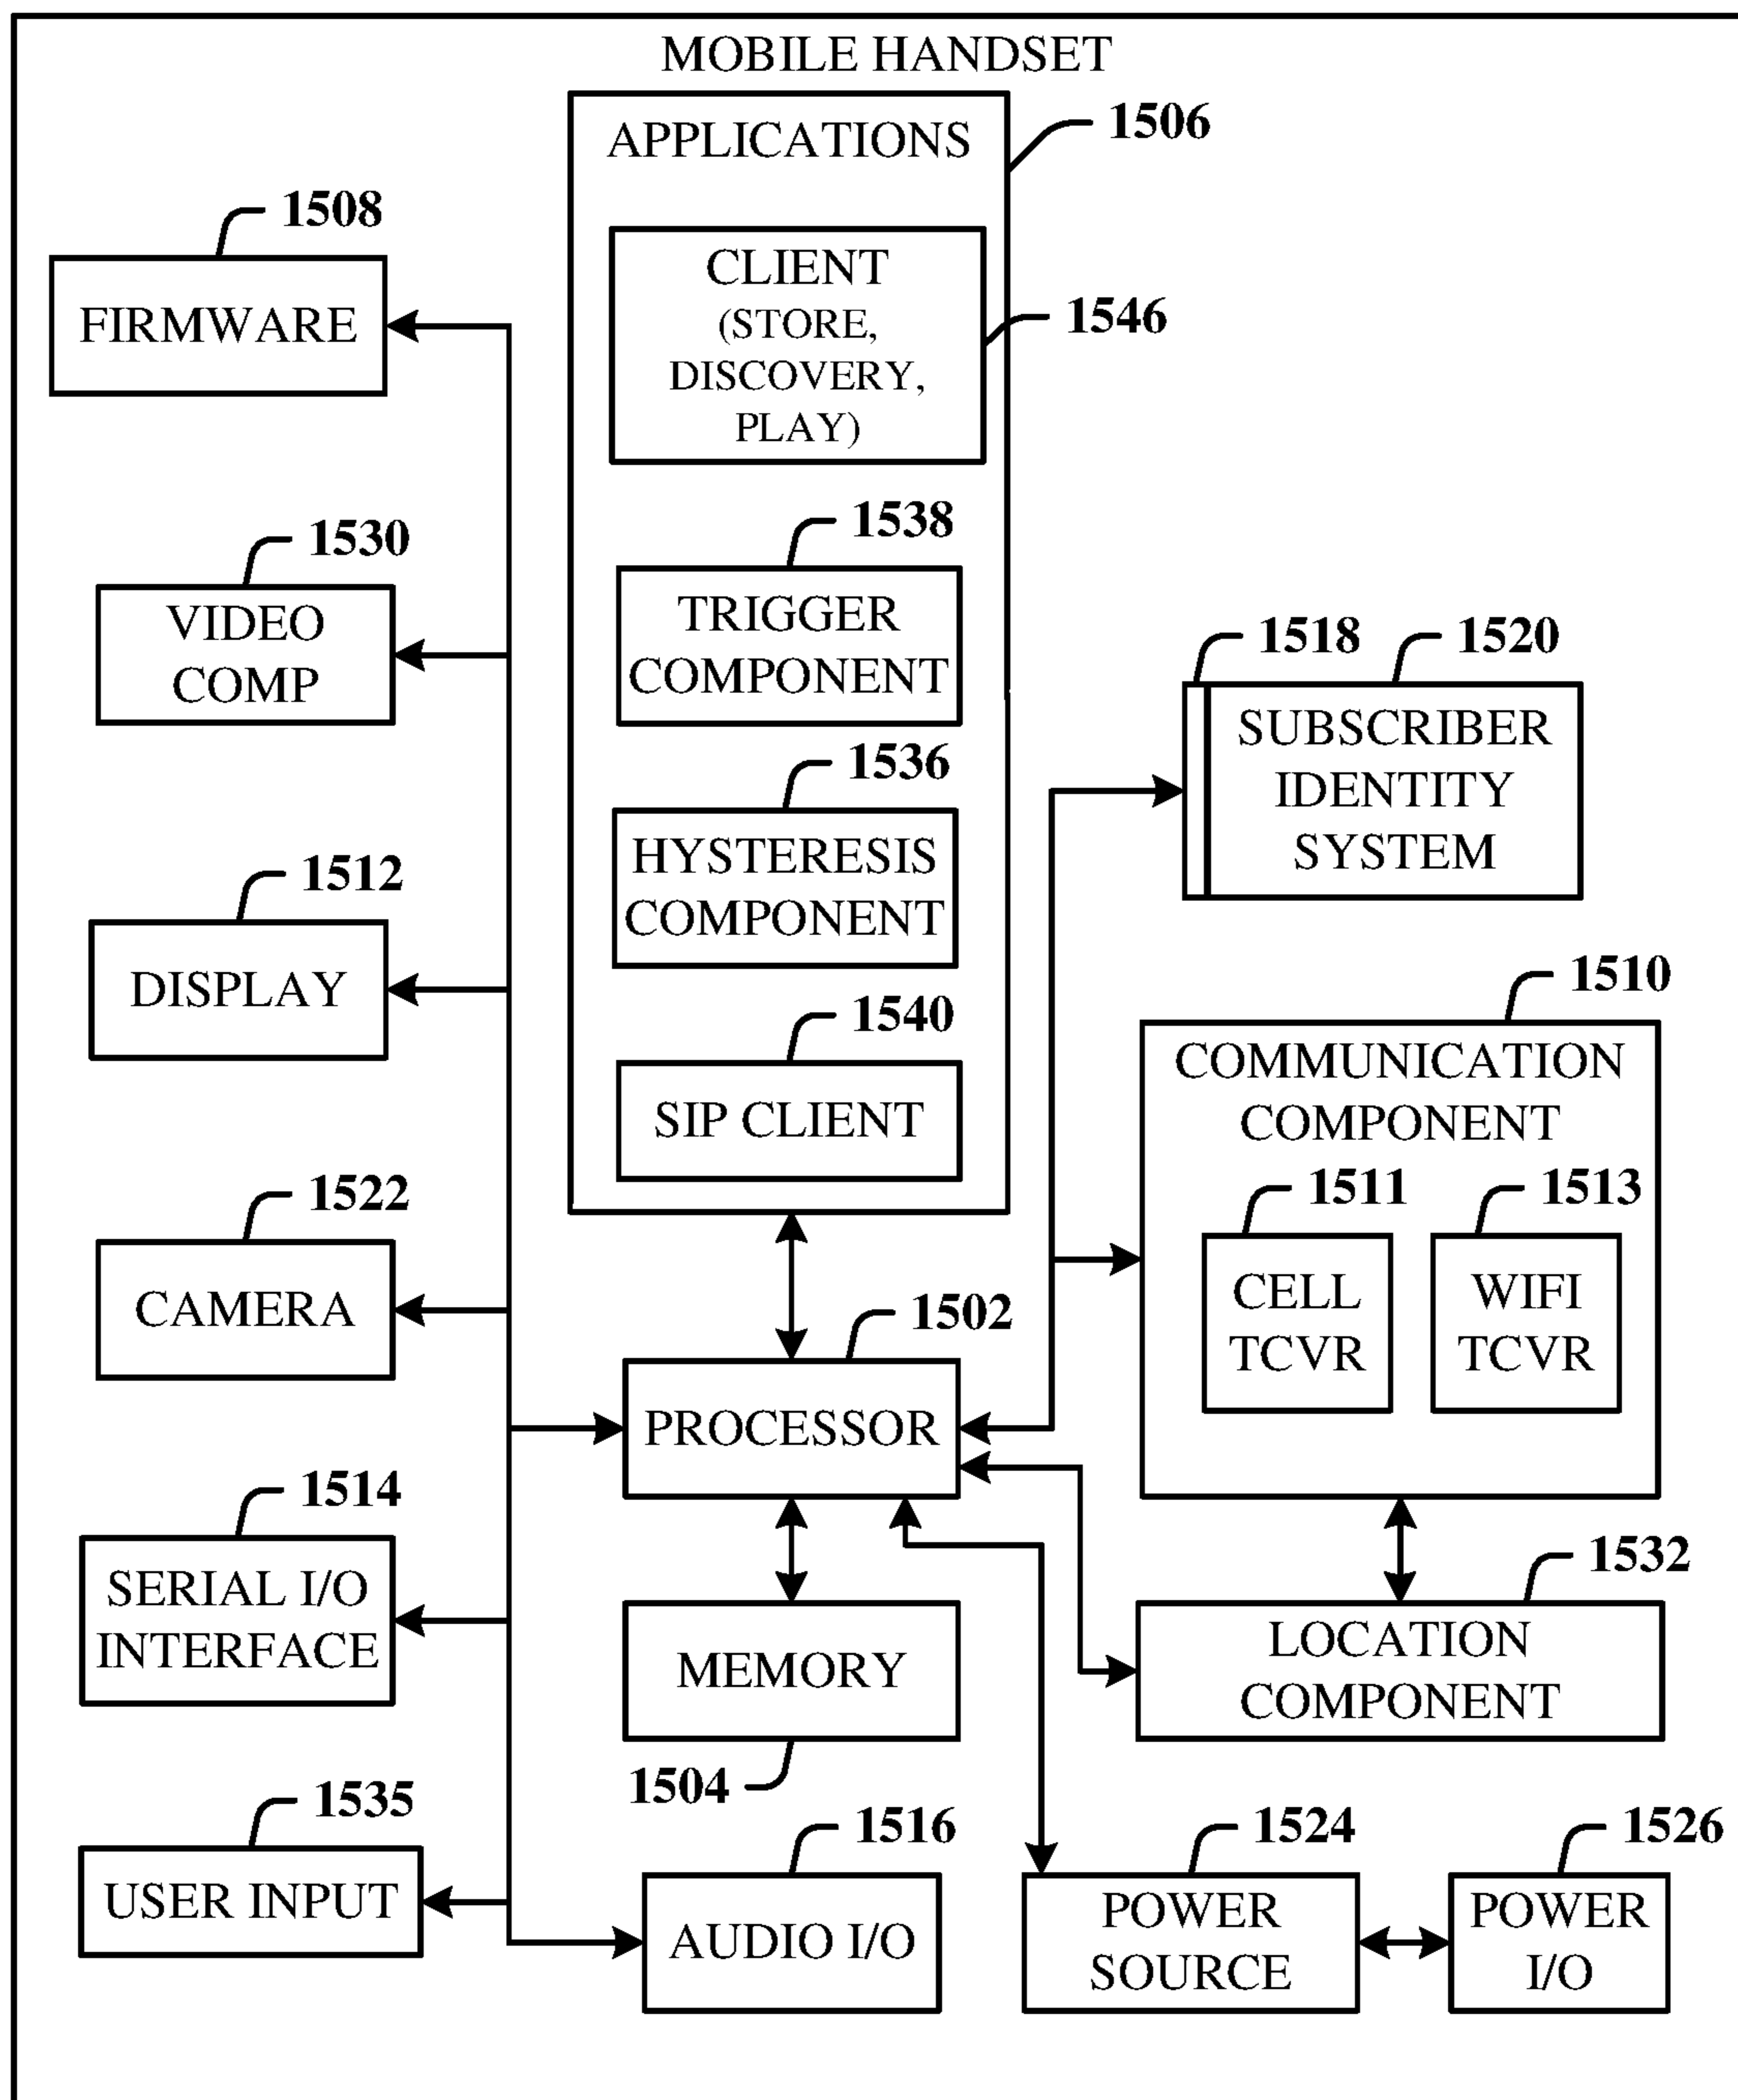 MOBILE HANDSET
APPLICATIONS
1506
1508
FIRMWARE
CLIENT
(STORE,
DISCOVERY,
PLAY)
1546
1530
VIDEO
COMP
1538
TRIGGER
COMPONENT
1518
1520
SUBSCRIBER
IDENTITY
SYSTEM
1536
HYSTERESIS
COMPONENT
1512
DISPLAY
1540
SIP CLIENT
1510
COMMUNICATION
COMPONENT
1511
CELL
TCVR
1513
WIFI
TCVR
1522
CAMERA
1502
PROCESSOR
1514
SERIAL I/O
INTERFACE
MEMORY
1504
1532
LOCATION
COMPONENT
1535
USER INPUT
1516
AUDIO I/O
1524
POWER
SOURCE
1526
POWER
I/O